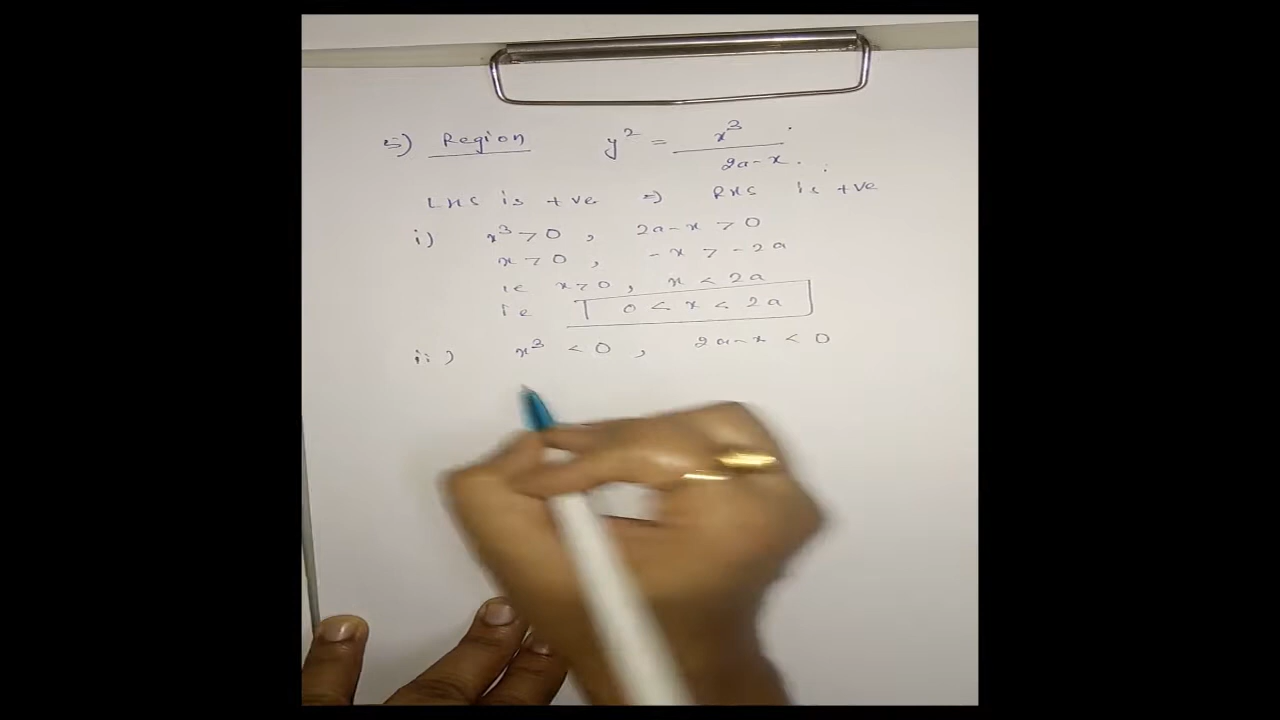 5) Region y² = x³ / 2a-x
LHS is +ve => RHS is +ve
i) x³ > 0 , 2a-x > 0
x > 0 , -x > -2a
ie x > 0 , x < 2a
ie 0 < x < 2a
ii) x³ < 0 , 2a-x < 0